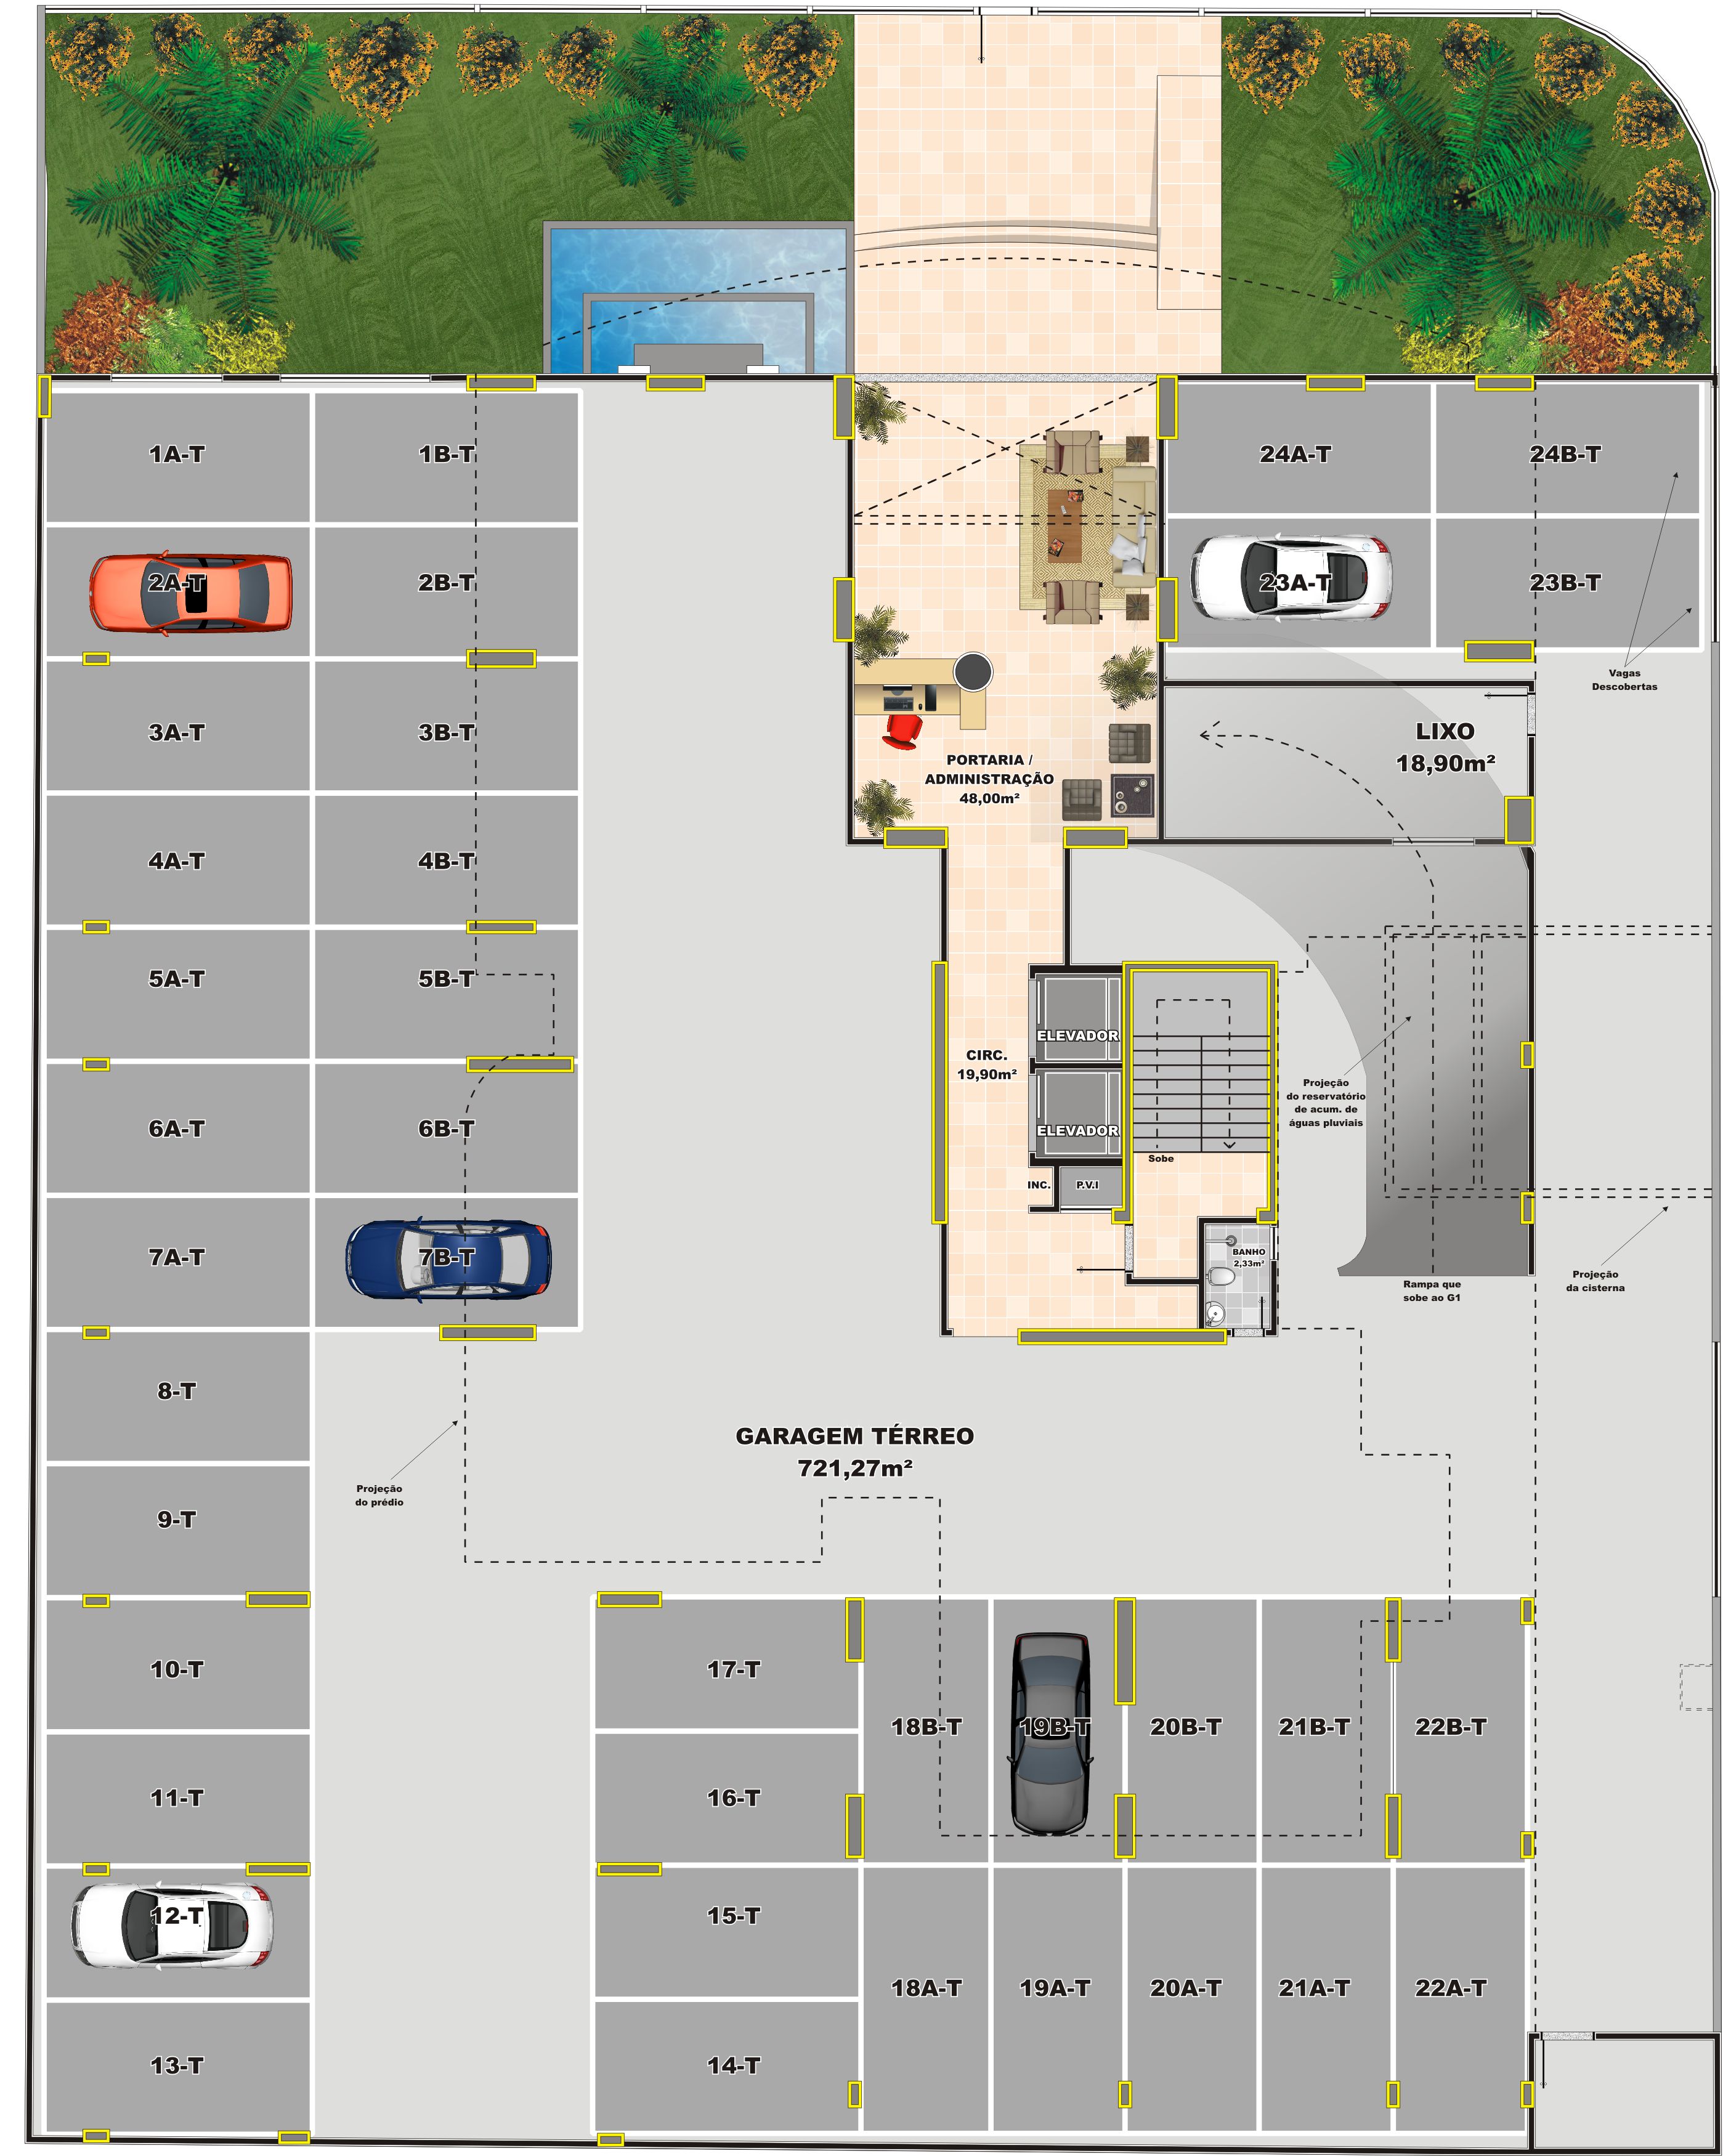 1A-T
1B-T
24A-T
24B-T
2A-T
2B-T
23A-T
23B-T
Vagas
Descobertas
3A-T
3B-T
LIXO
18,90m²
PORTARIA /
ADMINISTRAÇÃO
48,00m²
4A-T
4B-T
5A-T
5B-T
ELEVADOR
CIRC.
19,90m²
Projeção
do reservatório
de acum. de
águas pluviais
6A-T
6B-T
ELEVADOR
Sobe
INC.
P.V.I
7A-T
7B-T
BANHO
2,33m²
Rampa que
sobe ao G1
Projeção
da cisterna
8-T
GARAGEM TÉRREO
721,27m²
Projeção
do prédio
9-T
10-T
17-T
18B-T
19B-T
20B-T
21B-T
22B-T
11-T
16-T
12-T
15-T
18A-T
19A-T
20A-T
21A-T
22A-T
13-T
14-T